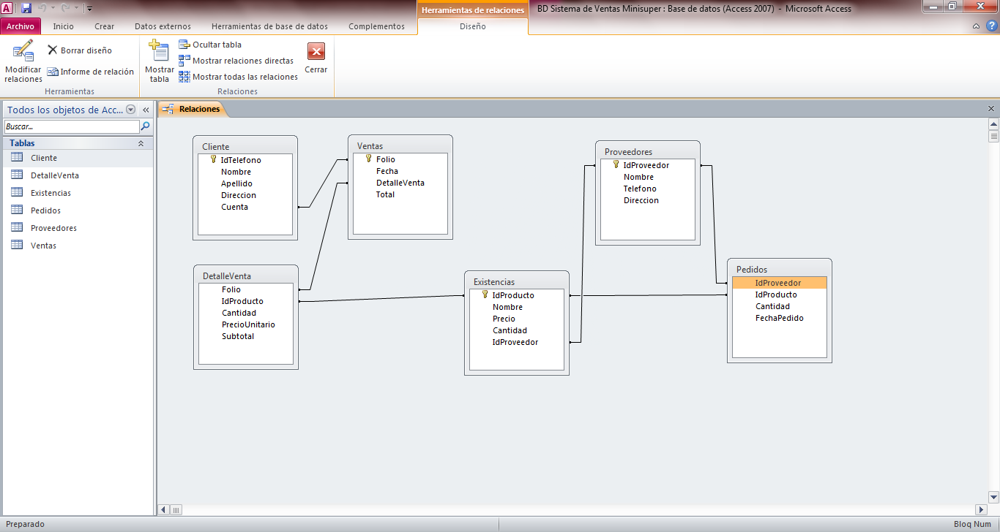 Herramientas de relaciones
BD Sistema de Ventas Minisuper : Base de datos (Access 2007) - Microsoft Access
Archivo
Inicio
Crear
Datos externos
Herramientas de base de datos
Complementos
Diseño
Modificar
relaciones
Borrar diseño
Informe de relación
Herramientas
Mostrar
tabla
Ocultar tabla
Mostrar relaciones directas
Mostrar todas las relaciones
Cerrar
Relaciones
Todos los objetos de Acc...
Buscar...
Tablas
Cliente
DetalleVenta
Existencias
Pedidos
Proveedores
Ventas
Relaciones
Cliente
IdTelefono
Nombre
Apellido
Direccion
Cuenta
Ventas
Folio
Fecha
DetalleVenta
Total
Proveedores
IdProveedor
Nombre
Telefono
Direccion
DetalleVenta
Folio
IdProducto
Cantidad
PrecioUnitario
Subtotal
Existencias
IdProducto
Nombre
Precio
Cantidad
IdProveedor
Pedidos
IdProveedor
IdProducto
Cantidad
FechaPedido
Preparado
Bloq Num